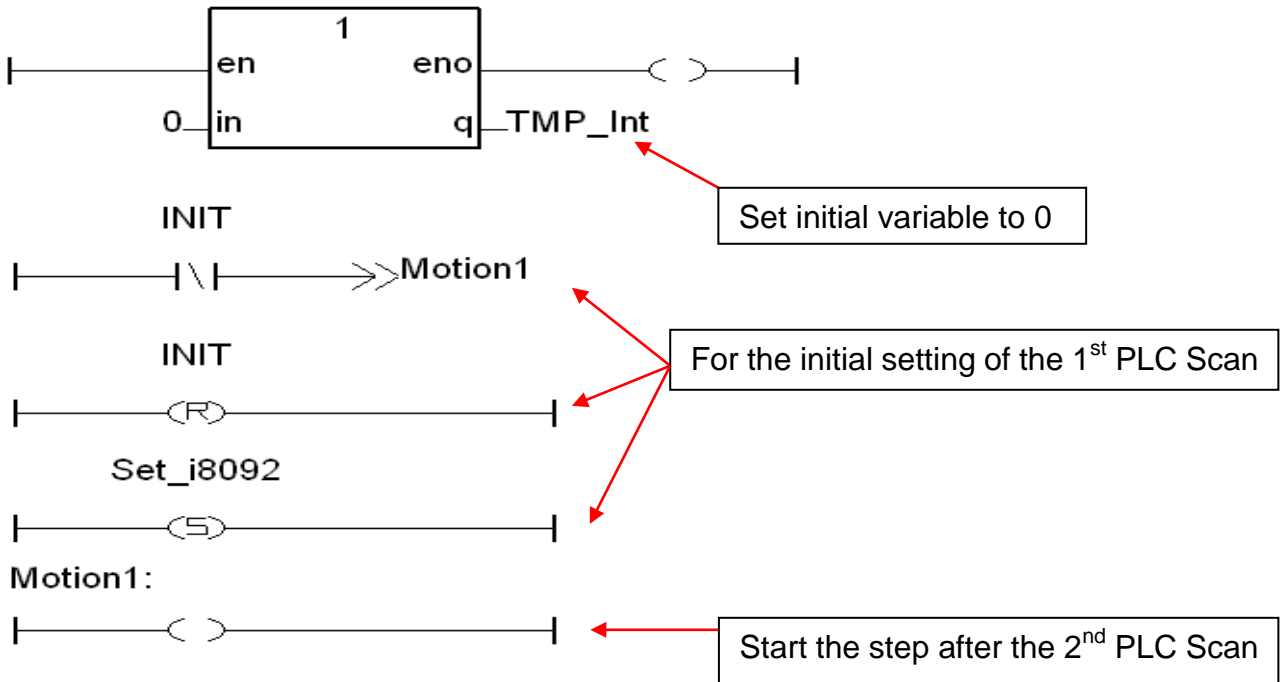 1
en eno
0 in q TMP_Int
Set initial variable to 0
INIT
Motion1
For the initial setting of the 1st PLC Scan
INIT
R
Set_i8092
S
Motion1:
Start the step after the 2nd PLC Scan